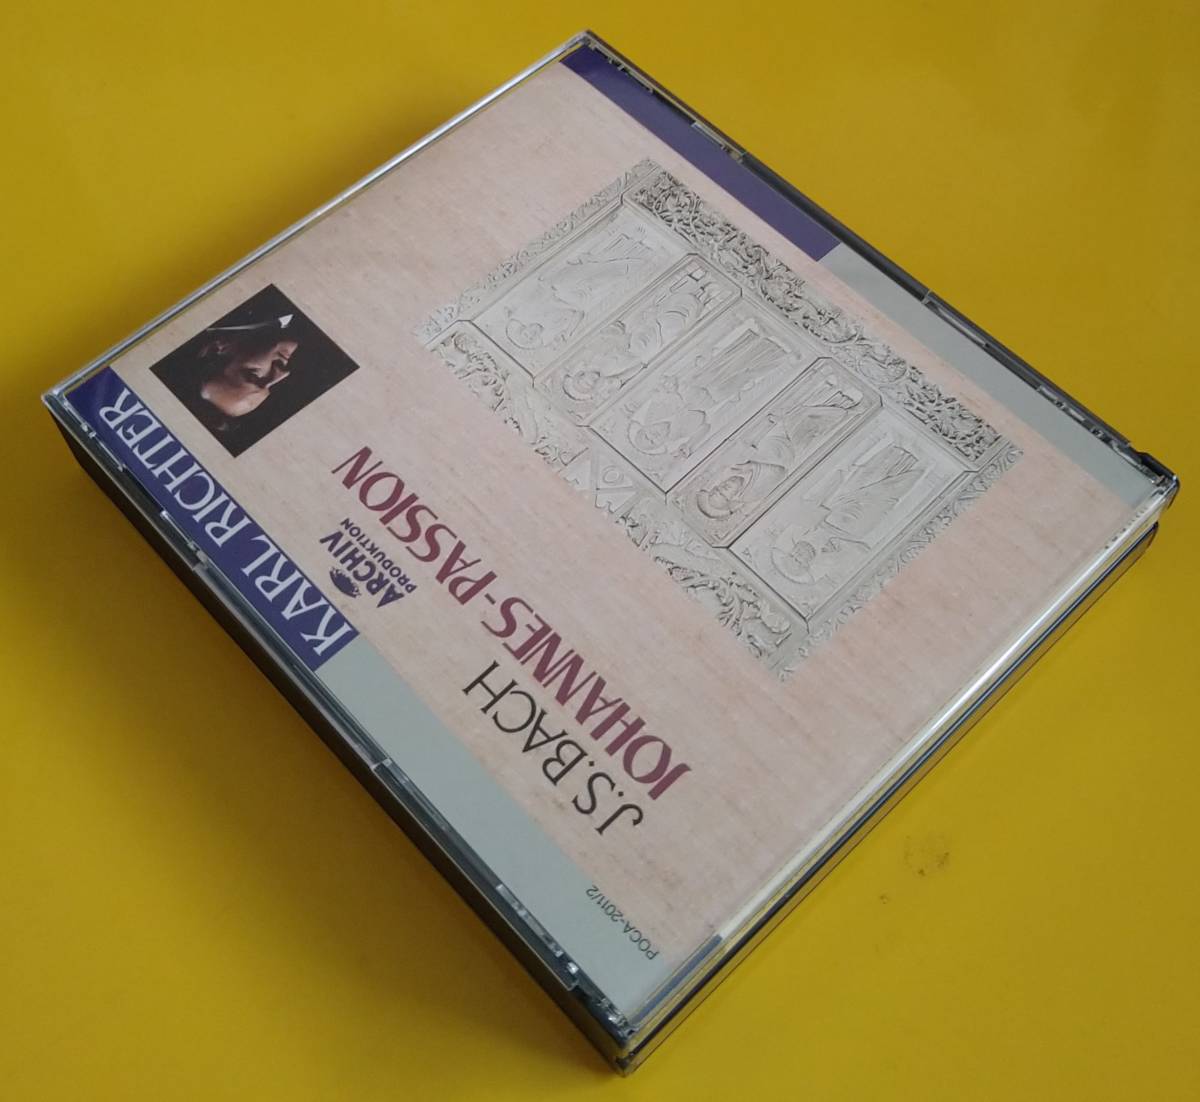 POCA-2011/2
J.S.BACH
JOHANNES-PASSION
ARCHIV
PRODUKTION
KARL RICHTER